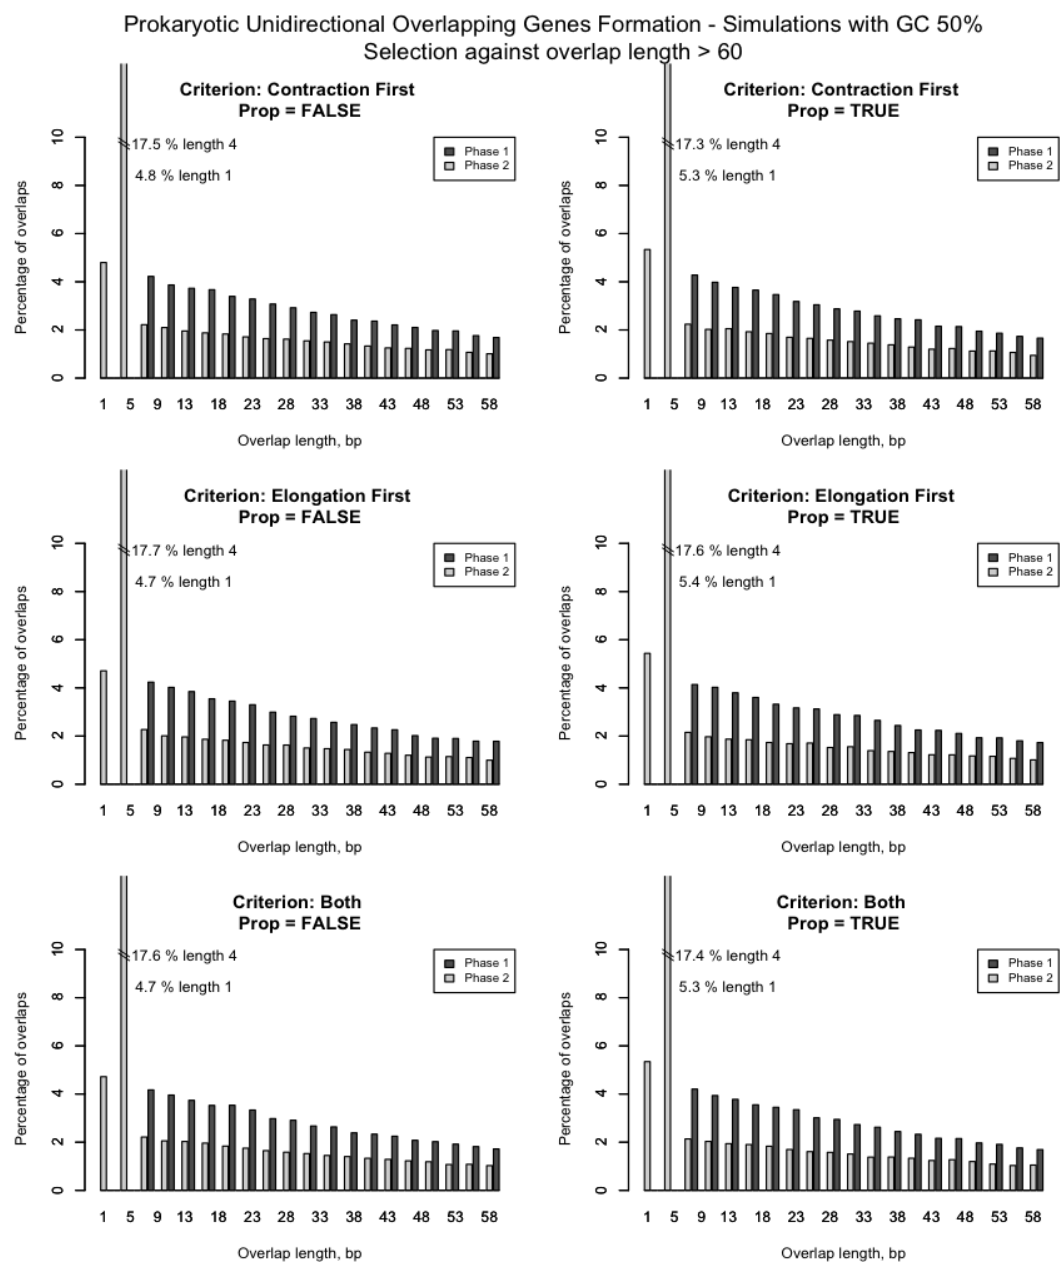 Prokaryotic Unidirectional Overlapping Genes Formation - Simulations with GC 50%
Selection against overlap length > 60
Criterion: Contraction First
Prop = FALSE
17.5 % length 4
4.8 % length 1
Phase 1
Phase 2
Percentage of overlaps
0 2 4 6 8 10
1 5 9 13 18 23 28 33 38 43 48 53 58
Overlap length, bp
Criterion: Contraction First
Prop = TRUE
17.3 % length 4
5.3 % length 1
Phase 1
Phase 2
Percentage of overlaps
0 2 4 6 8 10
1 5 9 13 18 23 28 33 38 43 48 53 58
Overlap length, bp
Criterion: Elongation First
Prop = FALSE
17.7 % length 4
4.7 % length 1
Phase 1
Phase 2
Percentage of overlaps
0 2 4 6 8 10
1 5 9 13 18 23 28 33 38 43 48 53 58
Overlap length, bp
Criterion: Elongation First
Prop = TRUE
17.6 % length 4
5.4 % length 1
Phase 1
Phase 2
Percentage of overlaps
0 2 4 6 8 10
1 5 9 13 18 23 28 33 38 43 48 53 58
Overlap length, bp
Criterion: Both
Prop = FALSE
17.6 % length 4
4.7 % length 1
Phase 1
Phase 2
Percentage of overlaps
0 2 4 6 8 10
1 5 9 13 18 23 28 33 38 43 48 53 58
Overlap length, bp
Criterion: Both
Prop = TRUE
17.4 % length 4
5.3 % length 1
Phase 1
Phase 2
Percentage of overlaps
0 2 4 6 8 10
1 5 9 13 18 23 28 33 38 43 48 53 58
Overlap length, bp